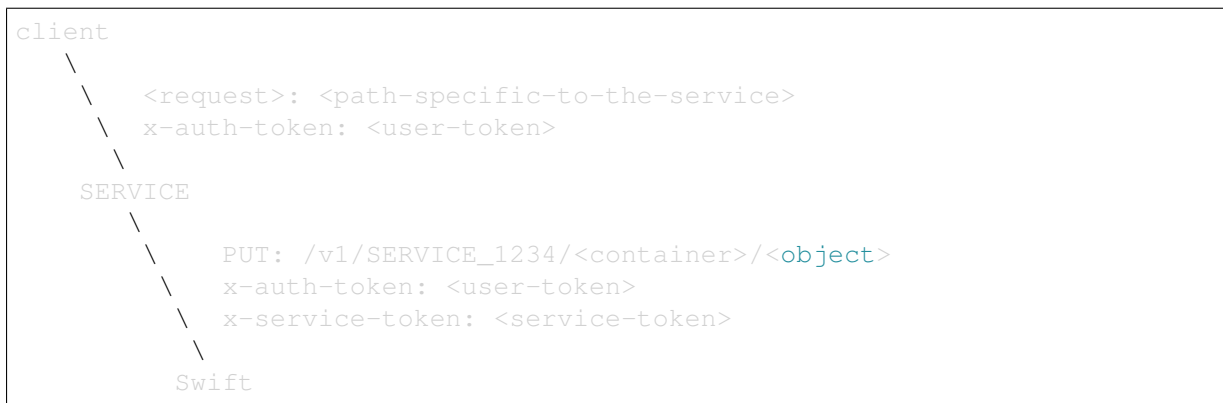 client
   \
    \     <request>: <path-specific-to-the-service>
     \    x-auth-token: <user-token>
      \
    SERVICE
       \
        \      PUT: /v1/SERVICE_1234/<container>/<object>
         \     x-auth-token: <user-token>
          \    x-service-token: <service-token>
           \
          Swift